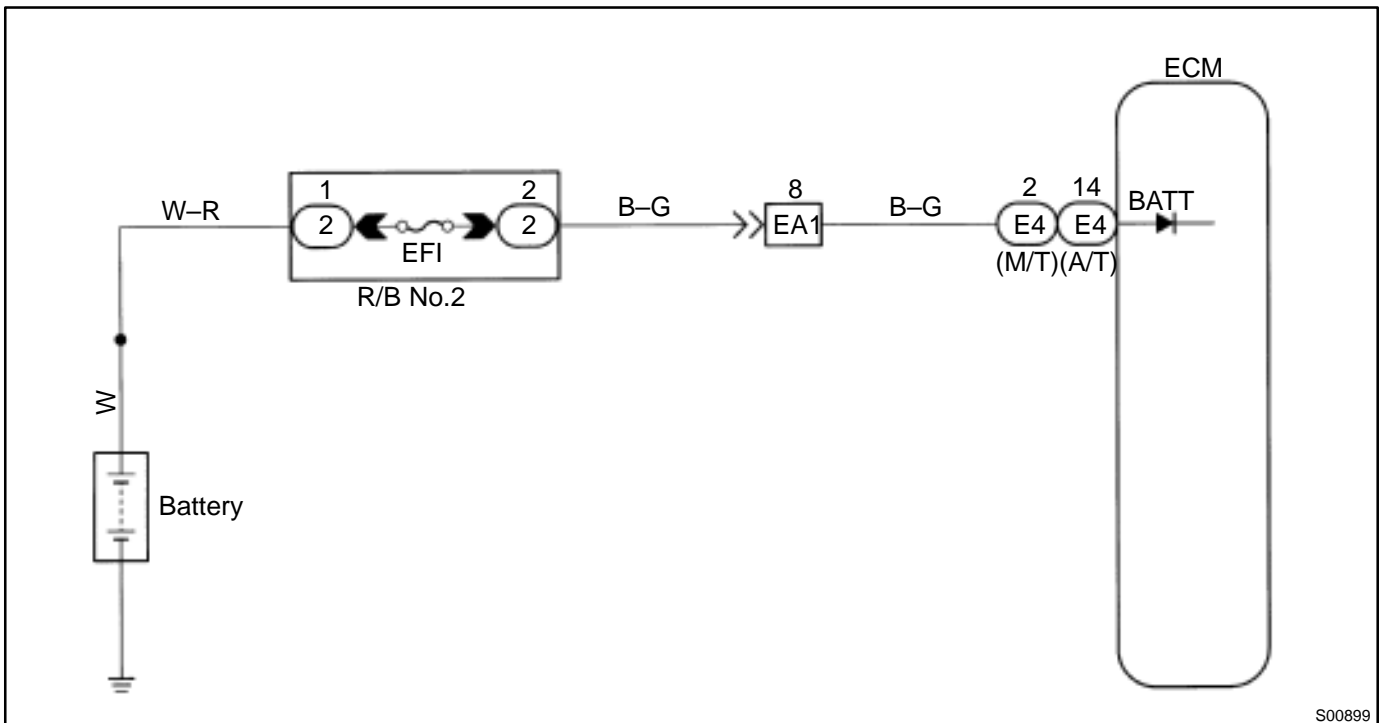 ECM
1 2
W–R 2 2 B–G
EFI
R/B No.2
8
EA1
B–G
2 14
E4 E4
(M/T)(A/T)
BATT
W
Battery
S00899